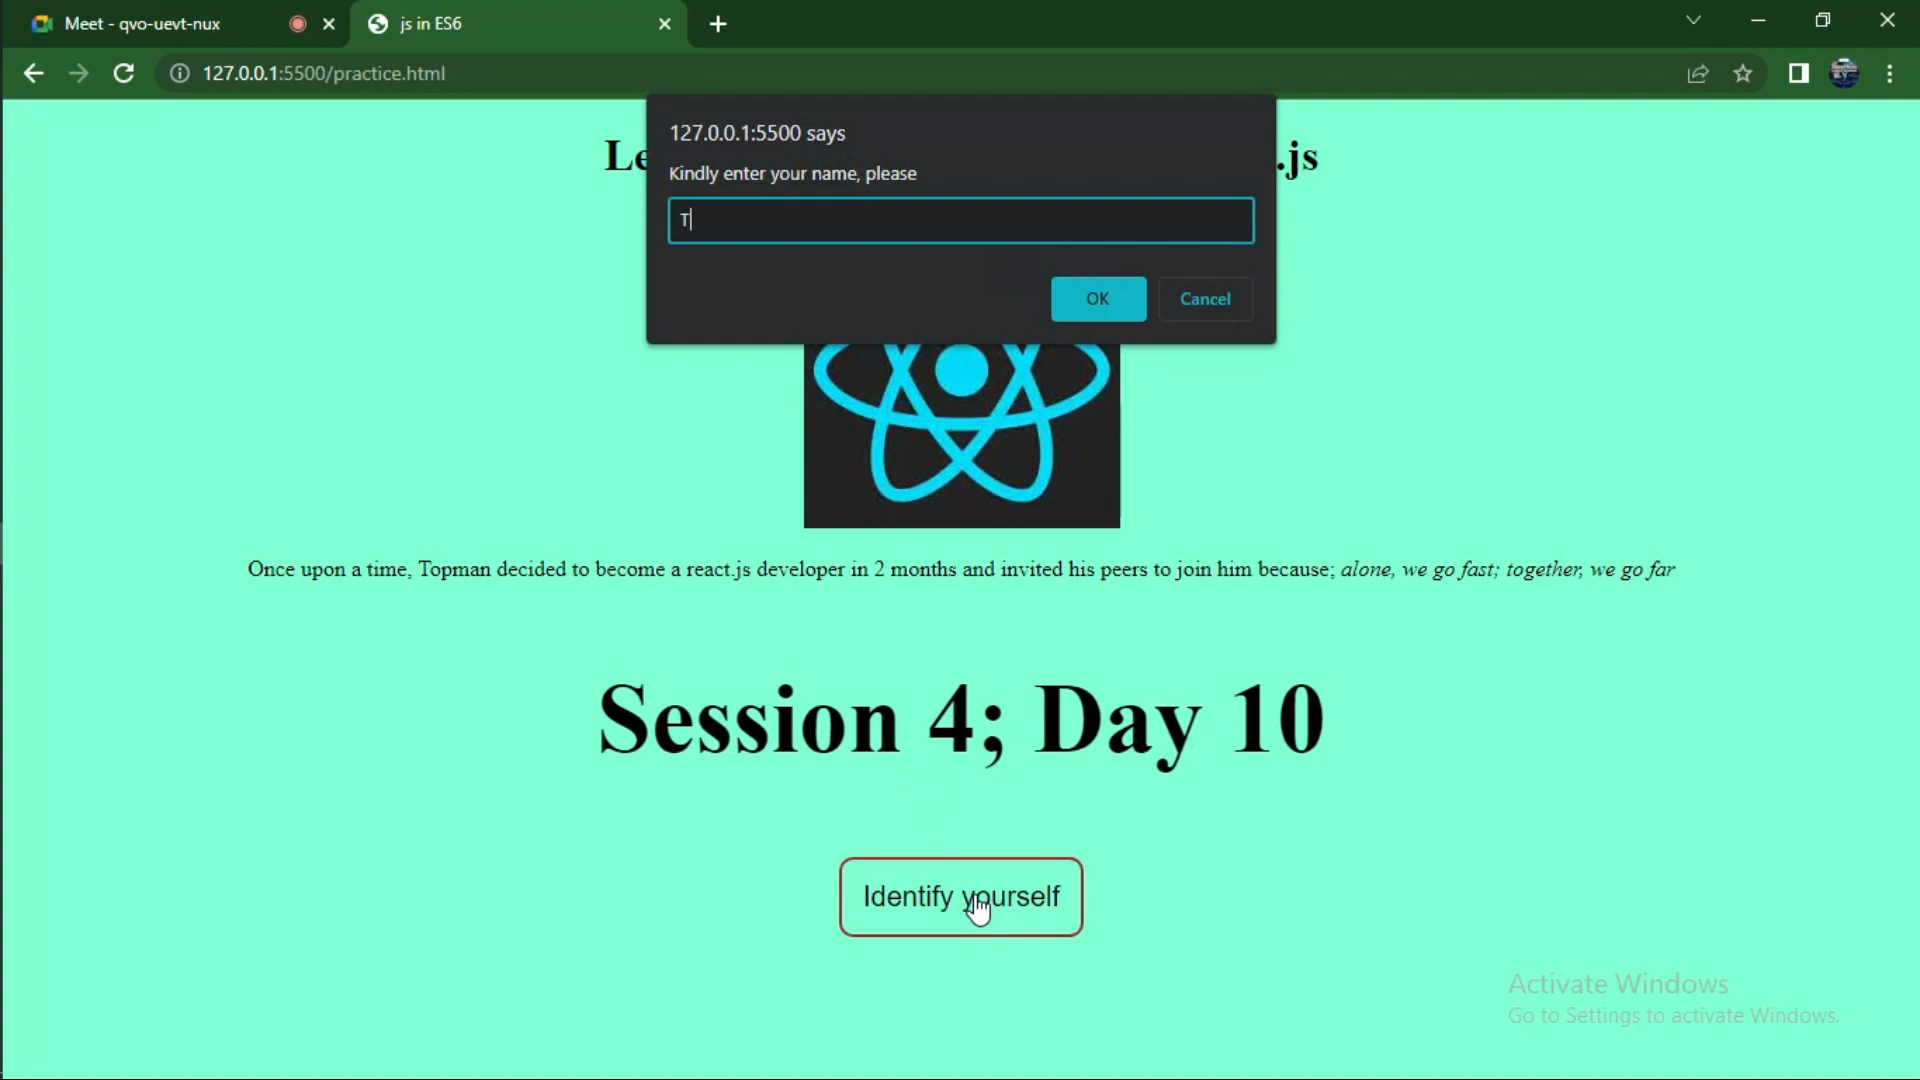 Meet - qvo-uevt-nux
js in ES6
127.0.0.1:5500/practice.html
127.0.0.1:5500 says
Kindly enter your name, please
T
OK
Cancel
.js
Once upon a time, Topman decided to become a react.js developer in 2 months and invited his peers to join him because; alone, we go fast; together, we go far
Session 4; Day 10
Identify yourself
Activate Windows
Go to Settings to activate Windows.